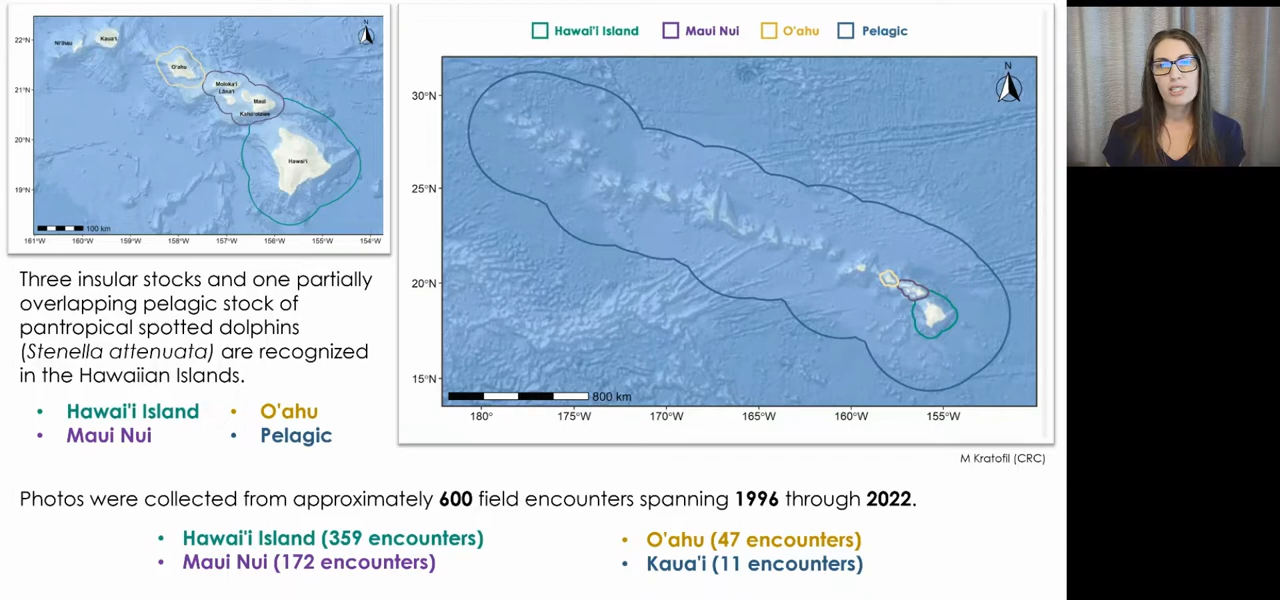 N
22°N
Ni'ihau
Kaua'i
O'ahu
21°N
Moloka'i
Lāna'i
Maui
Kaho'olawe
20°N
Hawai'i
19°N
100 km
161°W 160°W 159°W 158°W 157°W 156°W 155°W 154°W
Three insular stocks and one partially
overlapping pelagic stock of
pantropical spotted dolphins
(Stenella attenuata) are recognized
in the Hawaiian Islands.
• Hawai'i Island • O'ahu
• Maui Nui • Pelagic
Hawai'i Island Maui Nui O'ahu Pelagic
N
30°N
25°N
20°N
15°N
800 km
180° 175°W 170°W 165°W 160°W 155°W
M Kratofil (CRC)
Photos were collected from approximately 600 field encounters spanning 1996 through 2022.
• Hawai'i Island (359 encounters) • O'ahu (47 encounters)
• Maui Nui (172 encounters) • Kaua'i (11 encounters)